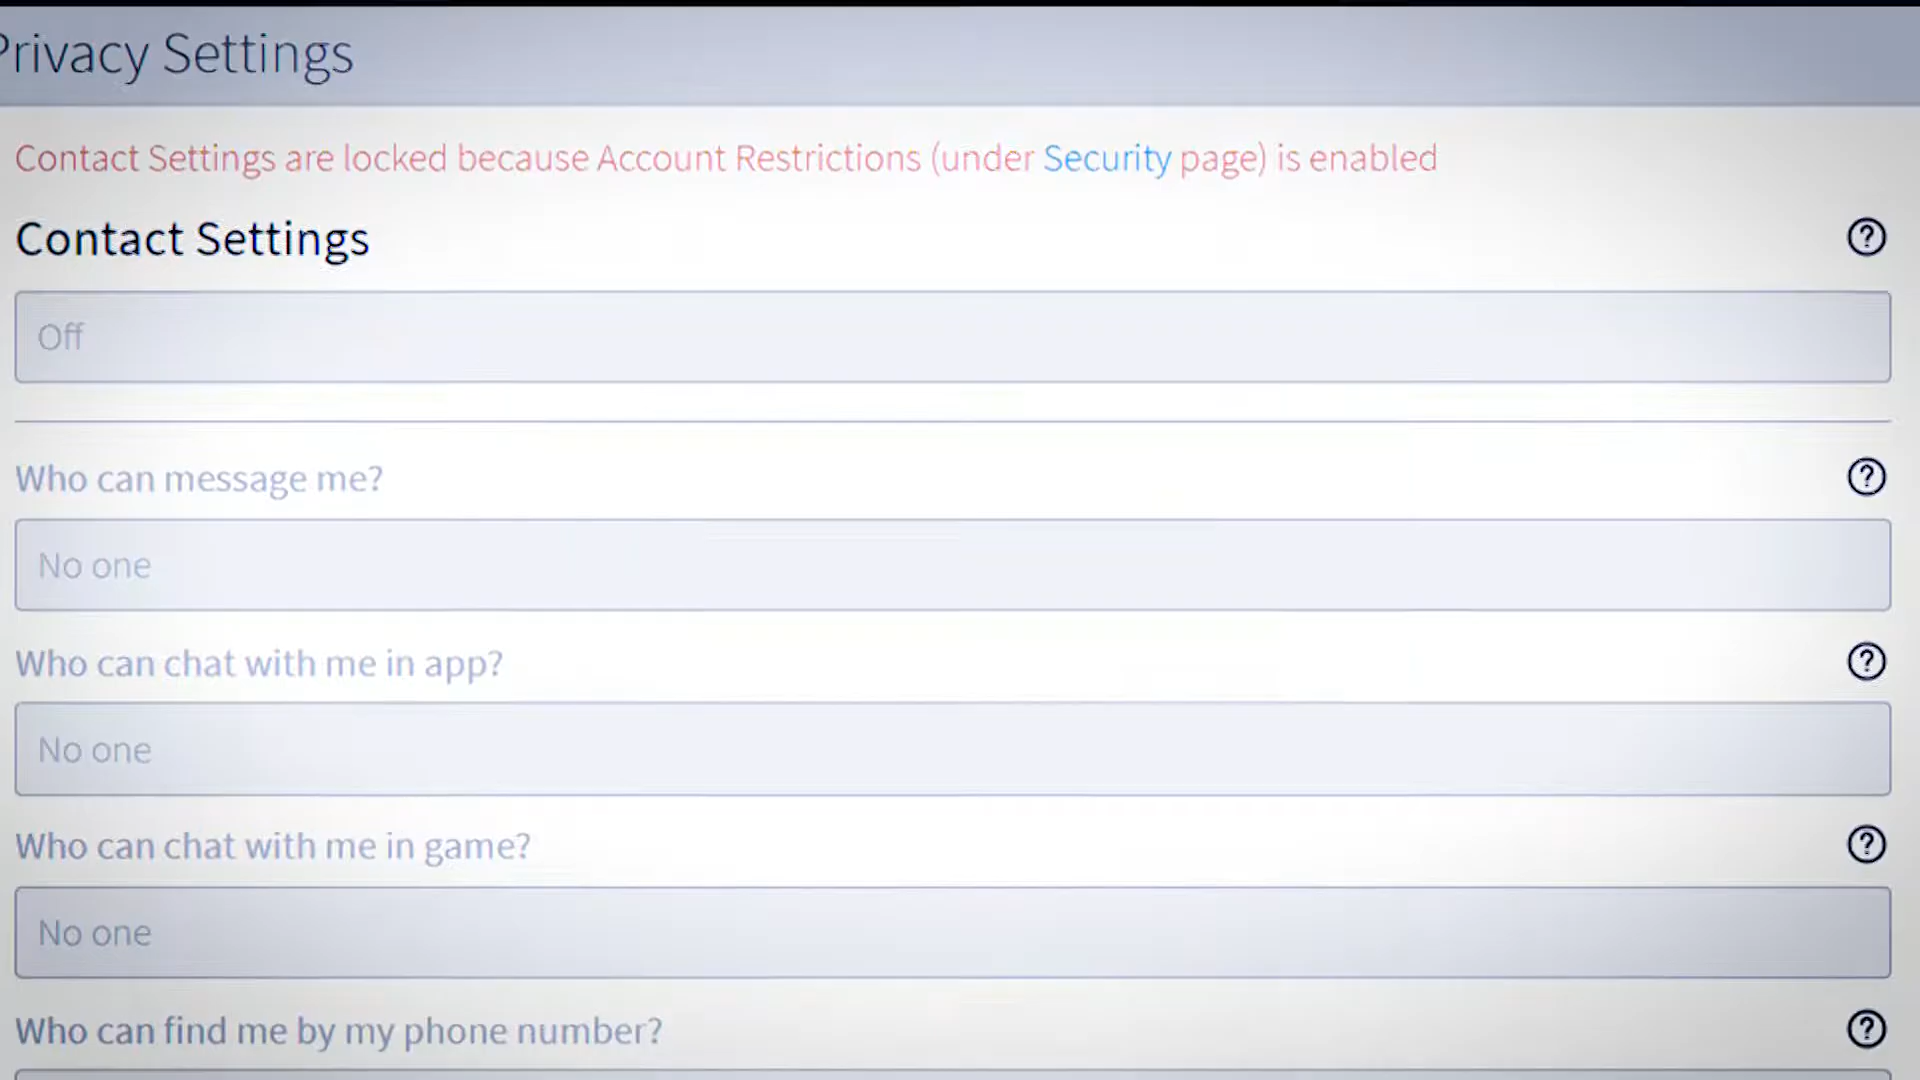 Privacy Settings
Contact Settings are locked because Account Restrictions (under Security page) is enabled
Contact Settings
Off
Who can message me?
No one
Who can chat with me in app?
No one
Who can chat with me in game?
No one
Who can find me by my phone number?